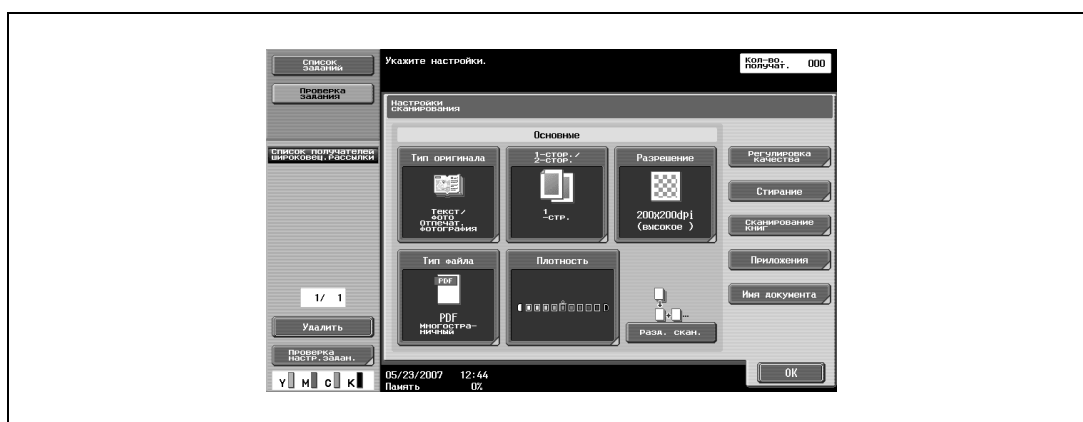 Список
заданий
Проверка
задания
Список получателей
широковещ.рассылки
1/ 1
Удалить
Проверка
настр.задан.
Y M C K
Укажите настройки.
Кол-во.
получат. 000
Настройки
сканирования
Основные
Тип оригинала
Текст/
Фото
Отпечат.
фотография
1-стор./
2-стор.
1
-стр.
Разрешение
200X200dpi
(высокое )
Тип файла
PDF
PDF
многостра-
ничный
Плотность
Разд. скан.
Регулировка
качества
Стирание
Сканирование
книг
Приложения
Имя документа
05/23/2007 12:44
Память 0%
OK